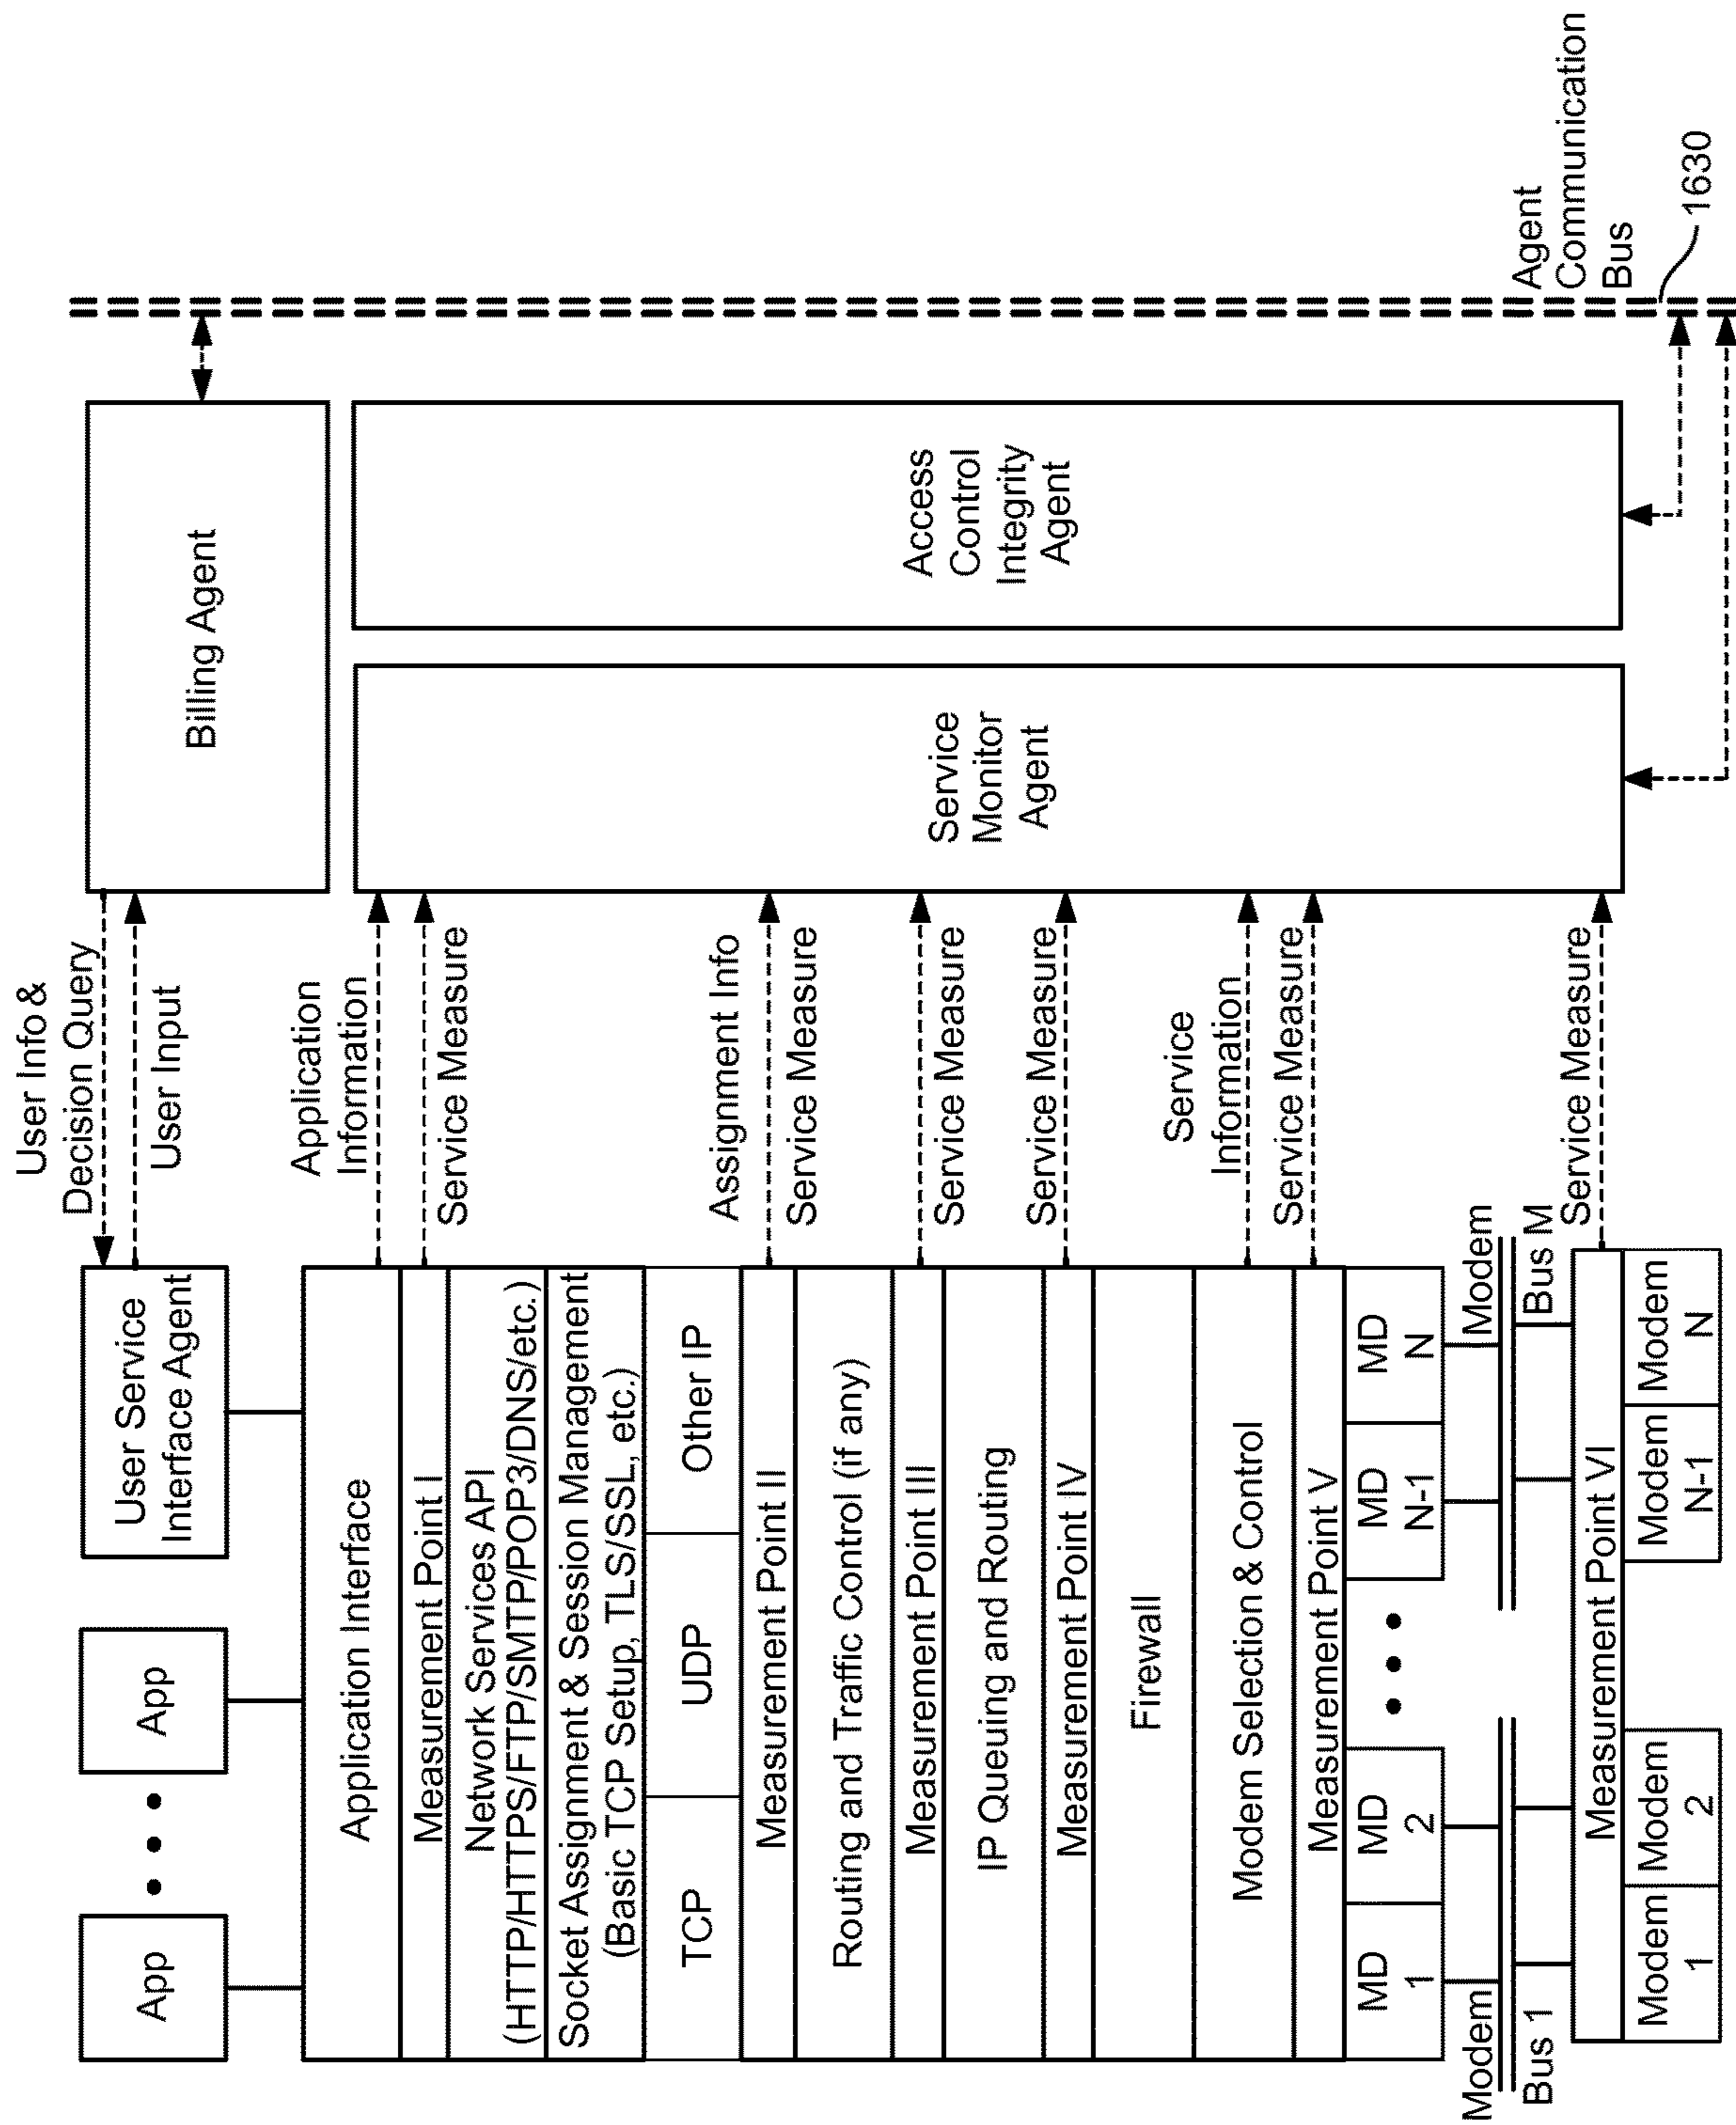 User Info &
Decision Query
User Input
App
App
User Service
Interface Agent
Billing Agent
Application
Information
Service Measure
Assignment Info
Service Measure
Service Measure
Service Measure
Service
Information
Service Measure
Service Measure
Application Interface
Measurement Point I
Network Services API
(HTTP/HTTPS/FTP/SMTP/POP3/DNS/etc.)
Socket Assignment & Session Management
(Basic TCP Setup, TLS/SSL, etc.)
TCP
UDP
Other IP
Measurement Point II
Routing and Traffic Control (if any)
Measurement Point III
IP Queuing and Routing
Measurement Point IV
Firewall
Modem Selection & Control
Measurement Point V
MD
1
MD
2
MD
N-1
MD
N
Modem
Bus 1
Modem
Bus M
Measurement Point VI
Modem
1
Modem
2
Modem
N-1
Modem
N
Service
Monitor
Agent
Access
Control
Integrity
Agent
Agent
Communication
Bus
1630